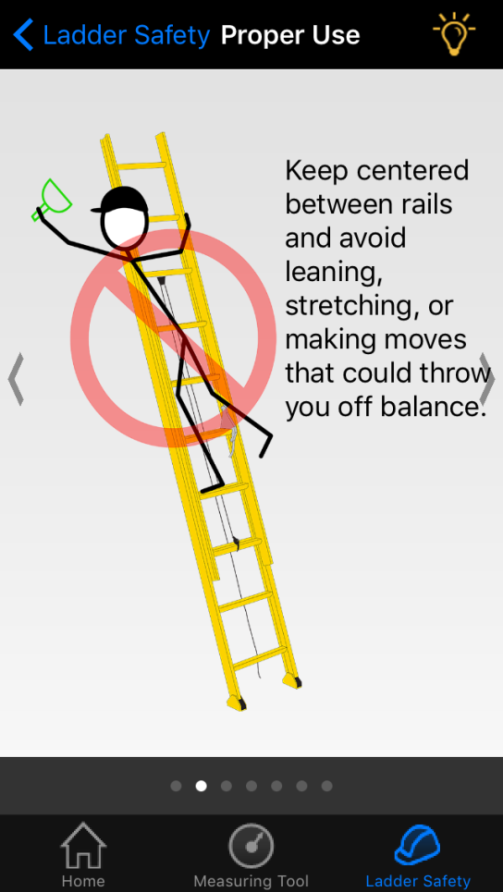 Ladder Safety Proper Use
Keep centered
between rails
and avoid
leaning,
stretching, or
making moves
that could throw
you off balance.
Home Measuring Tool Ladder Safety